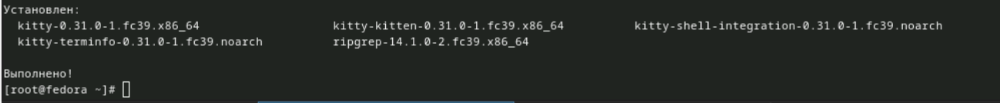 Установлен:
kitty-0.31.0-1.fc39.x86_64 kitty-kitten-0.31.0-1.fc39.x86_64 kitty-shell-integration-0.31.0-1.fc39.noarch
kitty-terminfo-0.31.0-1.fc39.noarch ripgrep-14.1.0-2.fc39.x86_64
Выполнено!
[root@fedora ~]#